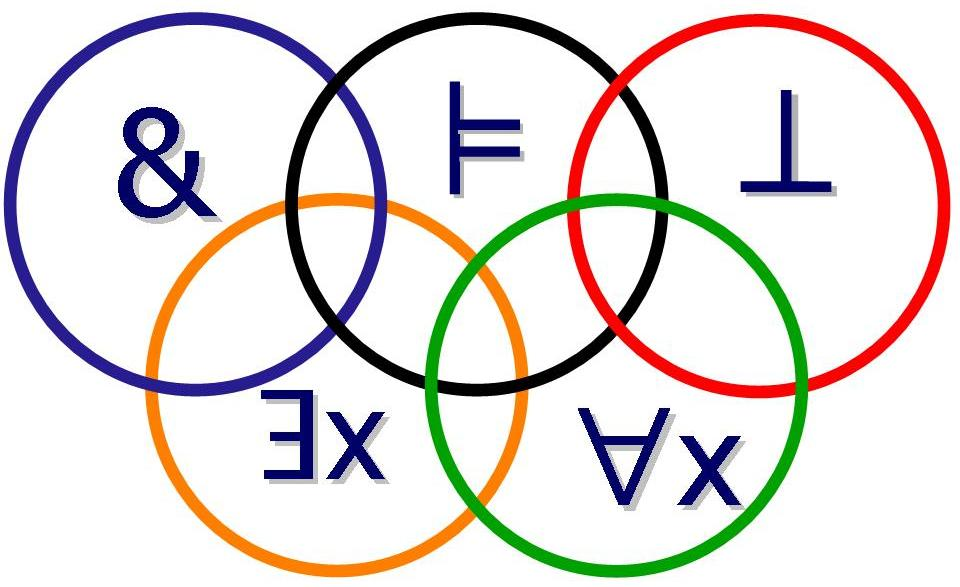 & ⊨ ⊥
∃x ∀x